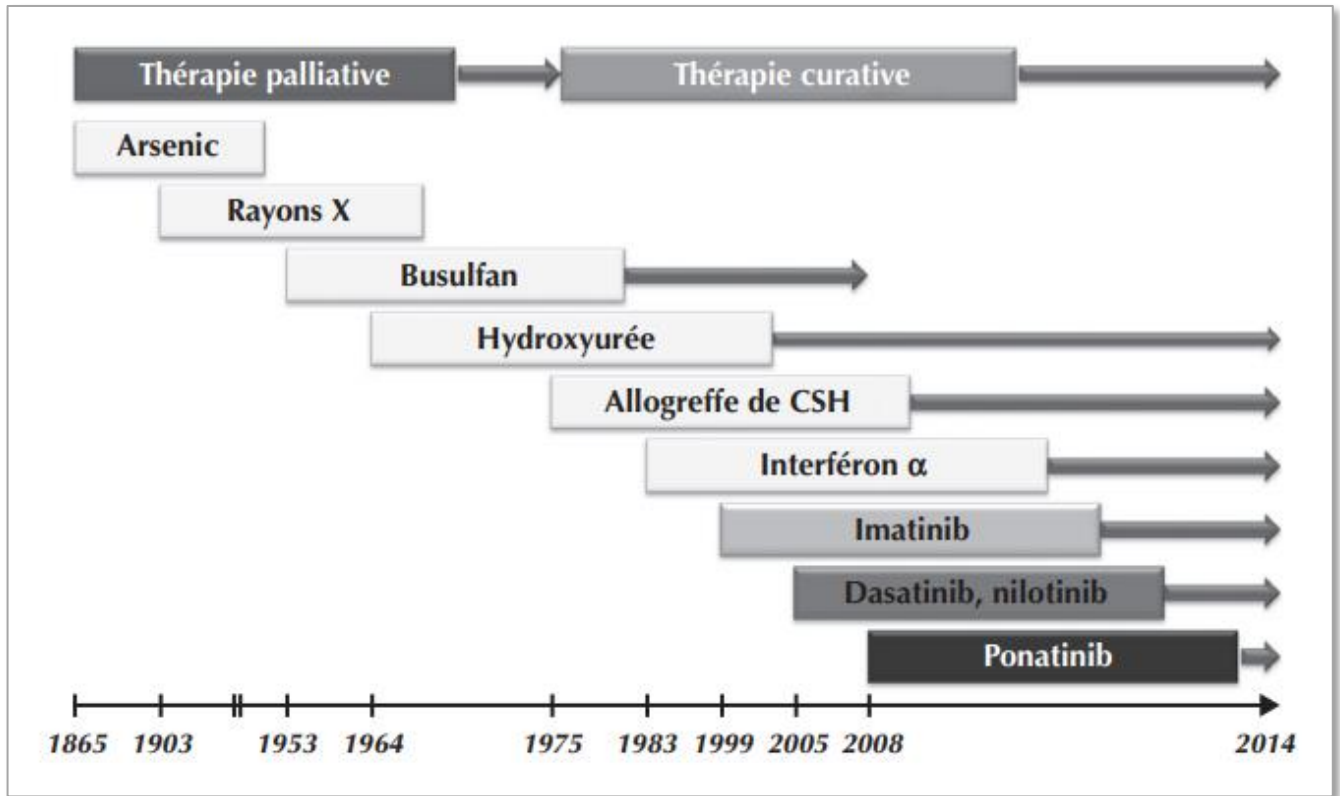 Thérapie palliative Thérapie curative
Arsenic
Rayons X
Busulfan
Hydroxyurée
Allogreffe de CSH
Interféron α
Imatinib
Dasatinib, nilotinib
Ponatinib
1865 1903 1953 1964 1975 1983 1999 2005 2008 2014